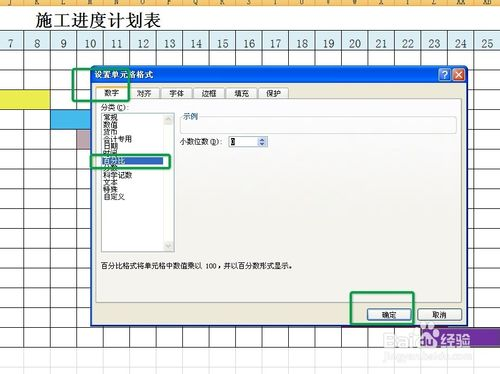 施工进度计划表
7 8 9 10 11 12 13 14 15 16 17 18 19 20 21 22 23 24 25
设置单元格格式
数字 对齐 字体 边框 填充 保护
分类(C):
常规
数值
货币
会计专用
日期
时间
百分比
分数
科学记数
文本
特殊
自定义
示例
小数位数(D): 0
百分比格式将单元格中数值乘以 100，并以百分数形式显示。
确定 取消
Baidu 经验
jingyan.baidu.com